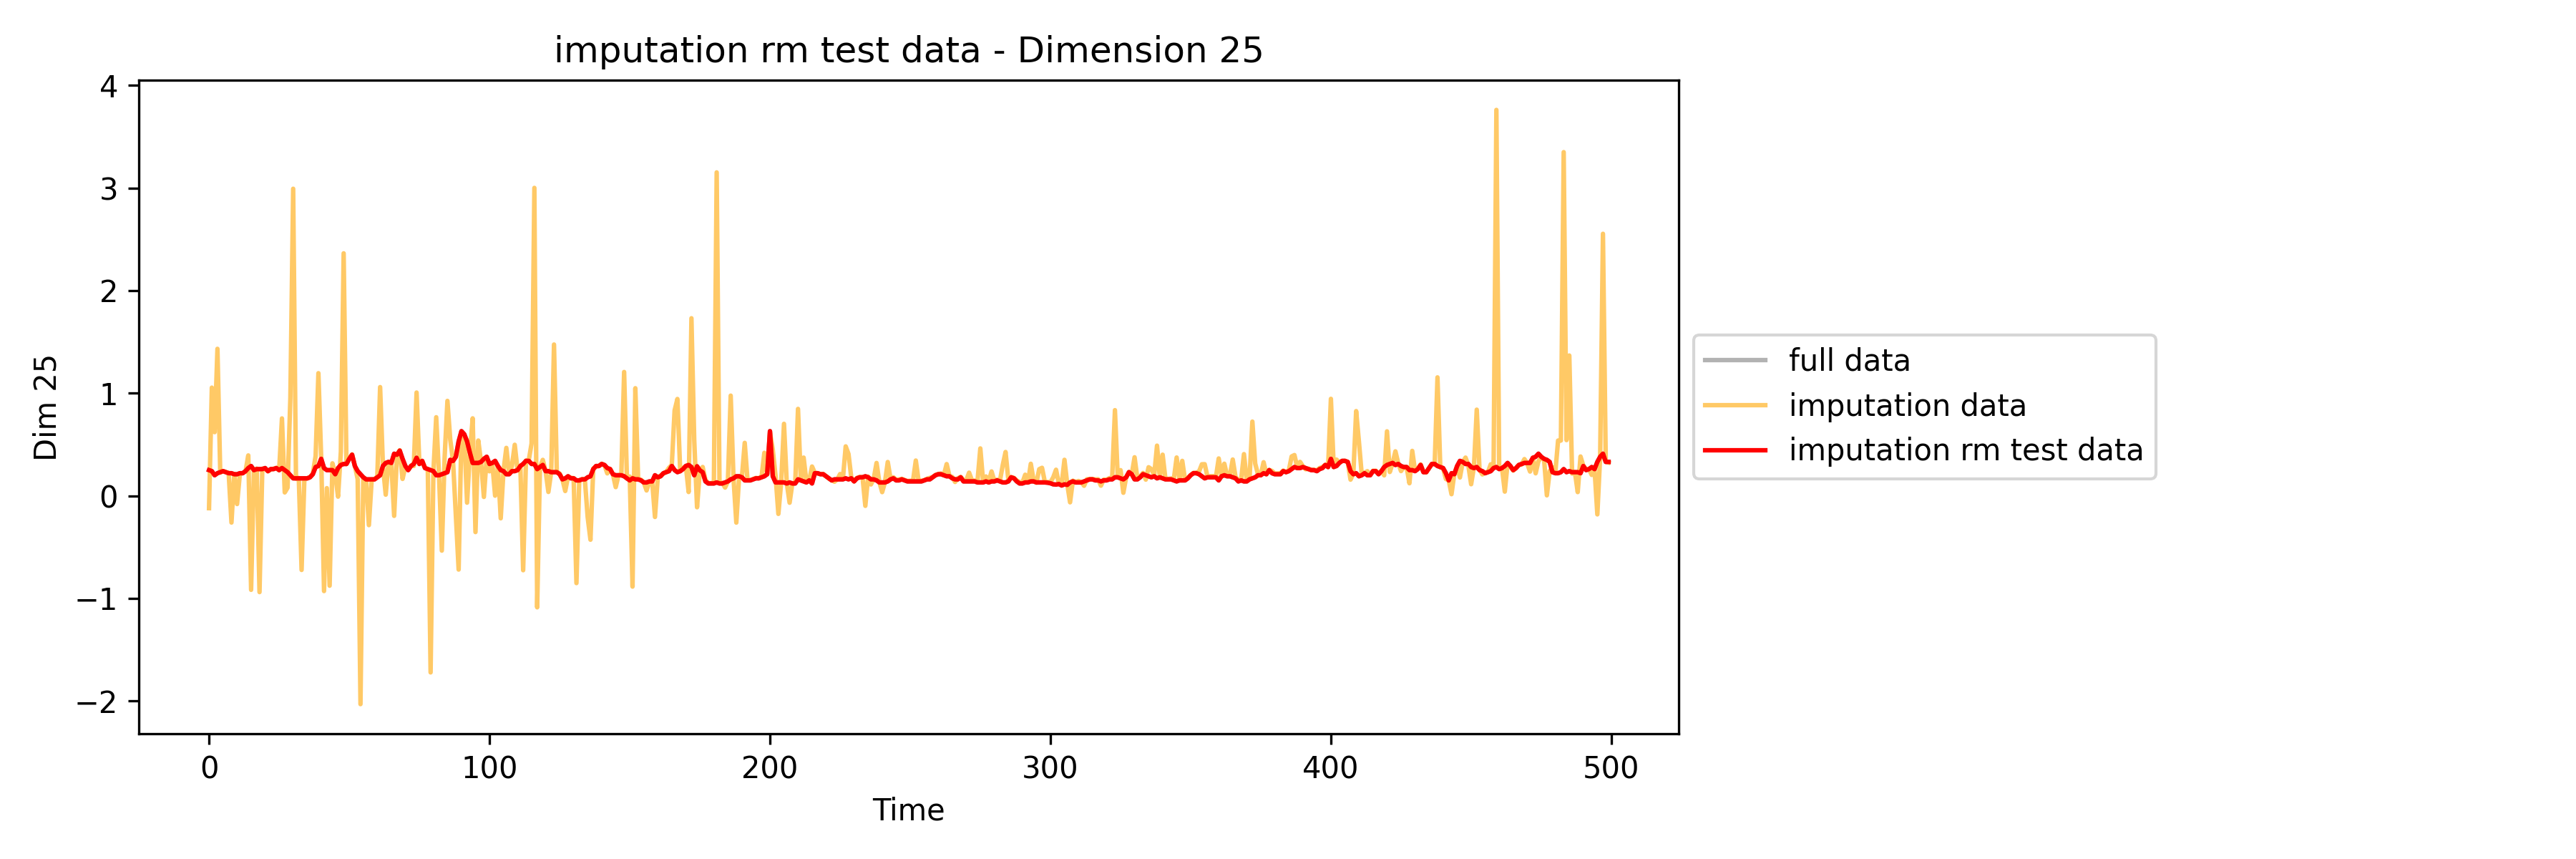 imputation rm test data - Dimension 25
4
3
2
1
0
−1
−2
Dim 25
0 100 200 300 400 500
Time
full data
imputation data
imputation rm test data